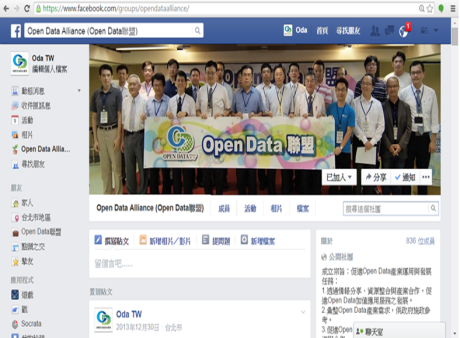 https://www.facebook.com/groups/opendataalliance/
Open Data Alliance (Open Data聯盟)
Oda
首頁
尋找朋友
1
Oda TW
編輯個人檔案
動態消息
收件匣訊息
活動
相片
Open Data Allia...
尋找朋友
朋友
家人
台北市地區
Open Data聯盟
點頭之交
摯友
應用程式
遊戲
Socrata
OPEN DATA
Open Data 聯盟
已加入
分享
通知
Open Data Alliance (Open Data聯盟)
成員
活動
相片
檔案
搜尋這個社團
撰寫貼文
新增相片／影片
提問題
新增檔案
留個言吧......
置頂貼文
Oda TW
2013年12月30日 · 台北市
關於
836 位成員
公開社團
成立宗旨：促進Open Data產業運用與發展
任務：
1.透過情報分享、資源整合與產業合作，促
進Open Data加值應用服務之發展。
2.彙整Open Data產業需求，供政府施政參
考。
3.促進Open
聊天室